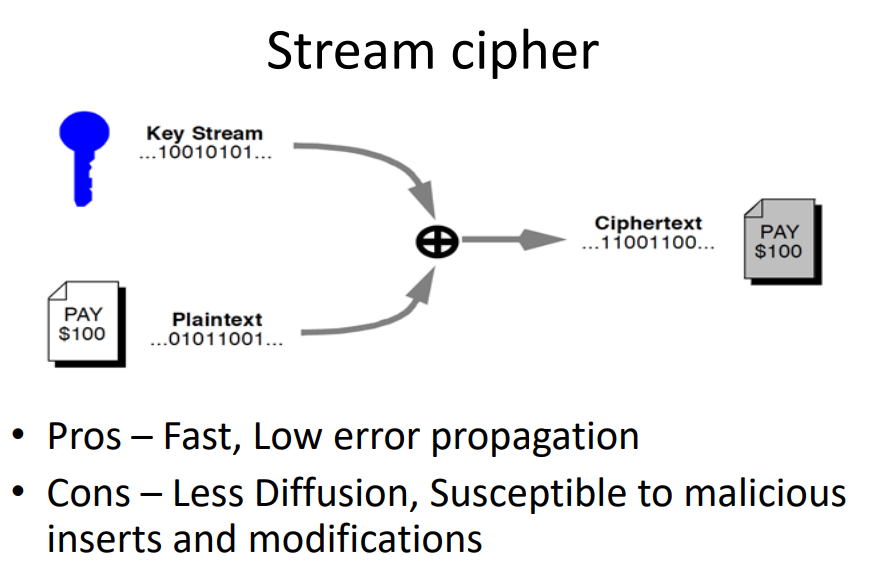 Stream cipher
Key Stream
...10010101...
Ciphertext
...11001100...
PAY
$100
PAY
$100
Plaintext
...01011001...
• Pros – Fast, Low error propagation
• Cons – Less Diffusion, Susceptible to malicious
inserts and modifications